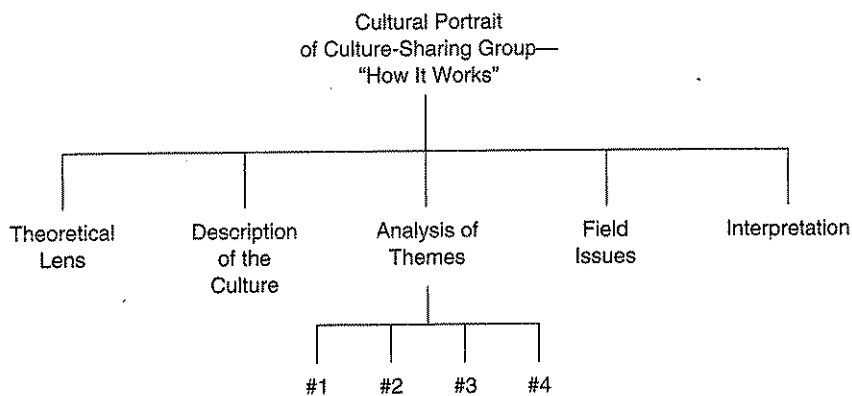 Cultural Portrait
of Culture-Sharing Group—
“How It Works”
Theoretical
Lens
Description
of the
Culture
Analysis of
Themes
Field
Issues
Interpretation
#1 #2 #3 #4